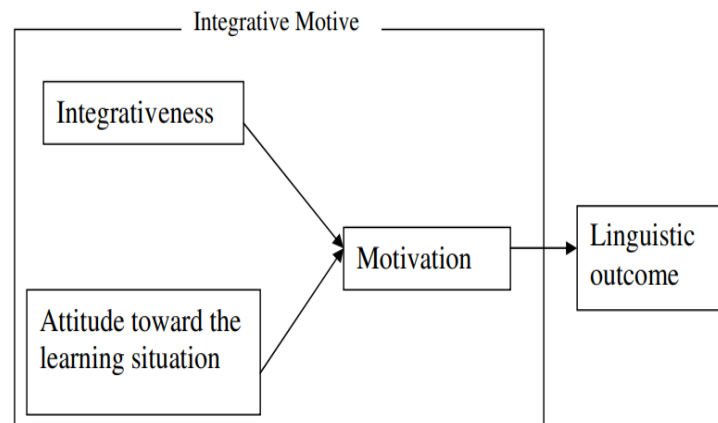 Integrative Motive
Integrativeness
Motivation
Linguistic
outcome
Attitude toward the
learning situation